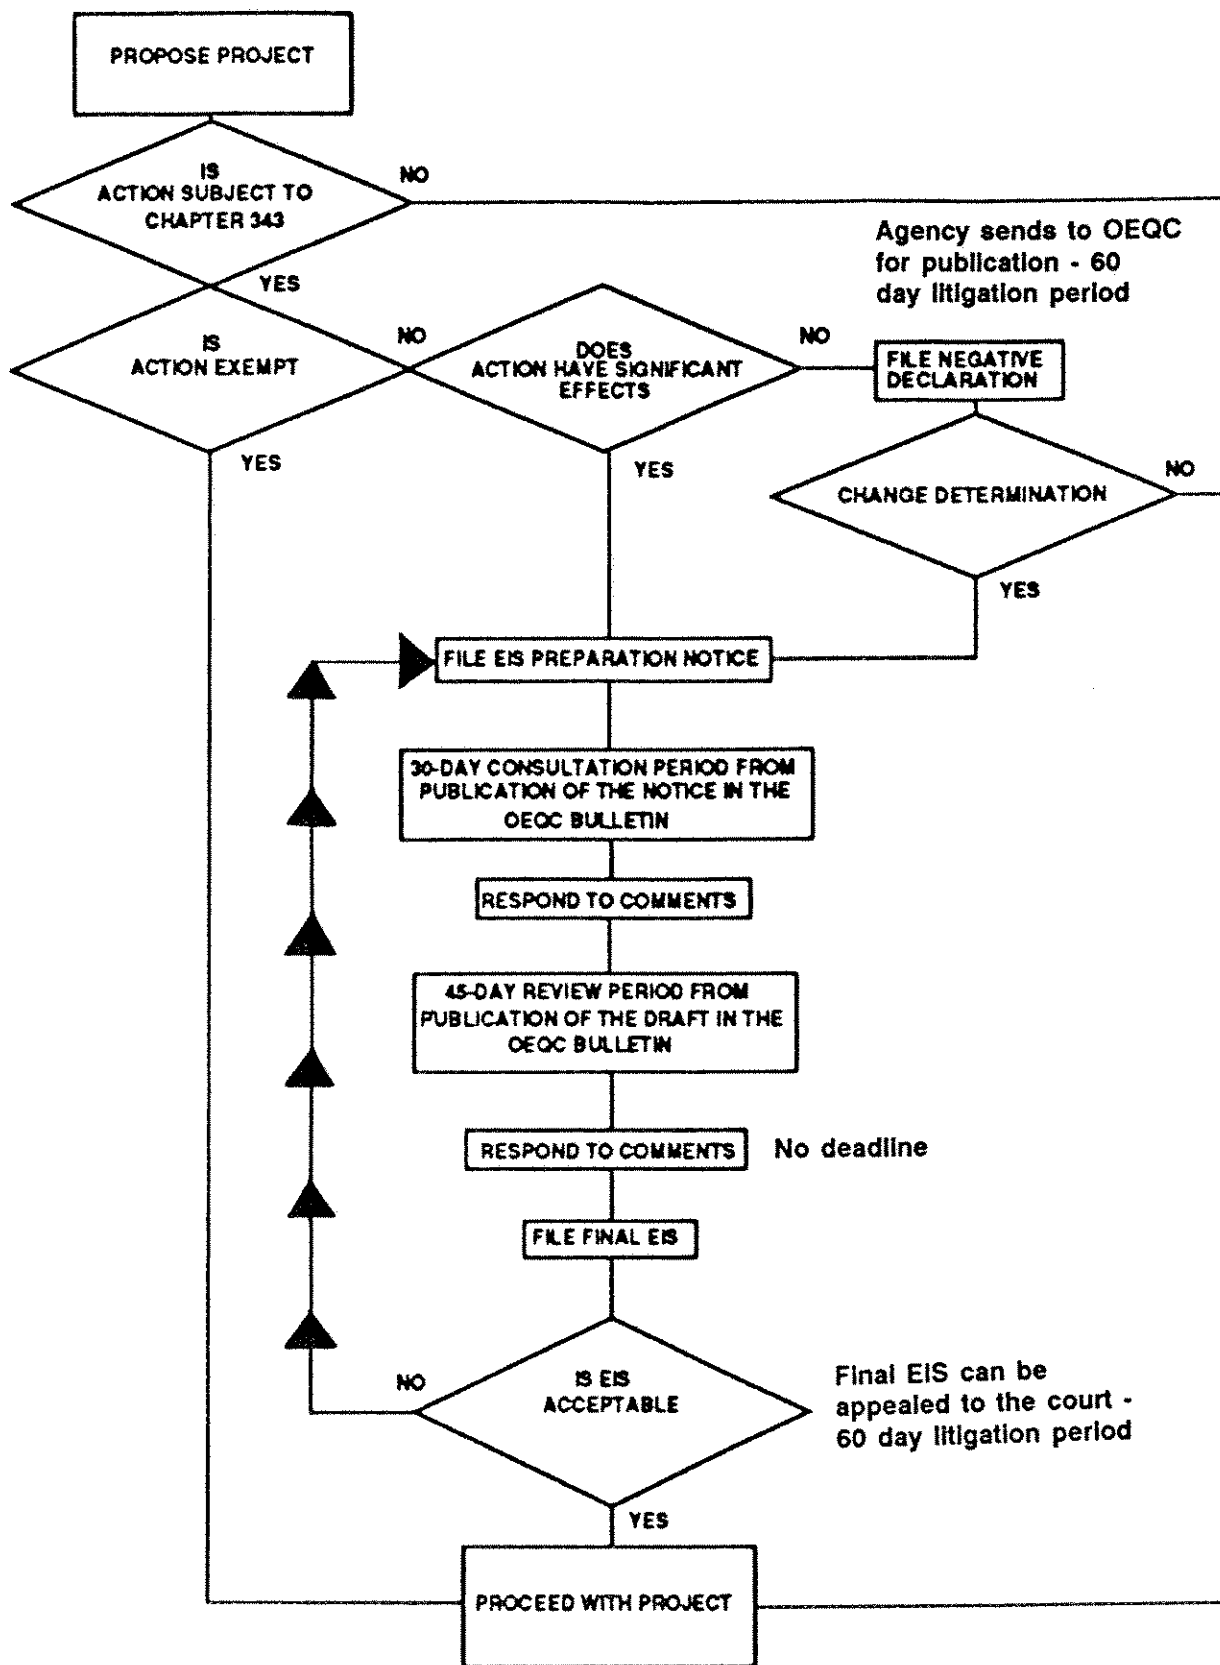 PROPOSE PROJECT
IS
ACTION SUBJECT TO
CHAPTER 343
NO
YES
Agency sends to OEQC
for publication - 60
day litigation period
IS
ACTION EXEMPT
NO
YES
DOES
ACTION HAVE SIGNIFICANT
EFFECTS
NO
YES
FILE NEGATIVE
DECLARATION
CHANGE DETERMINATION
NO
YES
FILE EIS PREPARATION NOTICE
30-DAY CONSULTATION PERIOD FROM
PUBLICATION OF THE NOTICE IN THE
OEQC BULLETIN
RESPOND TO COMMENTS
45-DAY REVIEW PERIOD FROM
PUBLICATION OF THE DRAFT IN THE
OEQC BULLETIN
RESPOND TO COMMENTS
No deadline
FILE FINAL EIS
IS EIS
ACCEPTABLE
NO
YES
Final EIS can be
appealed to the court -
60 day litigation period
PROCEED WITH PROJECT